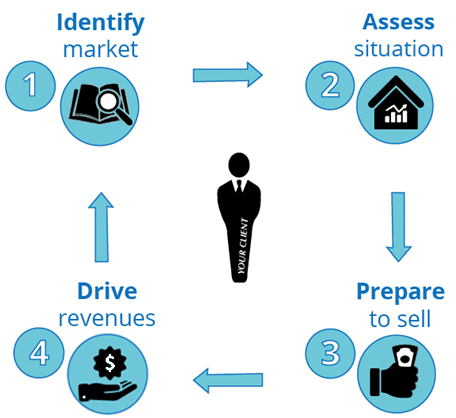 Identify
market
1
Assess
situation
2
YOUR CLIENT
Prepare
to sell
3
Drive
revenues
4
$